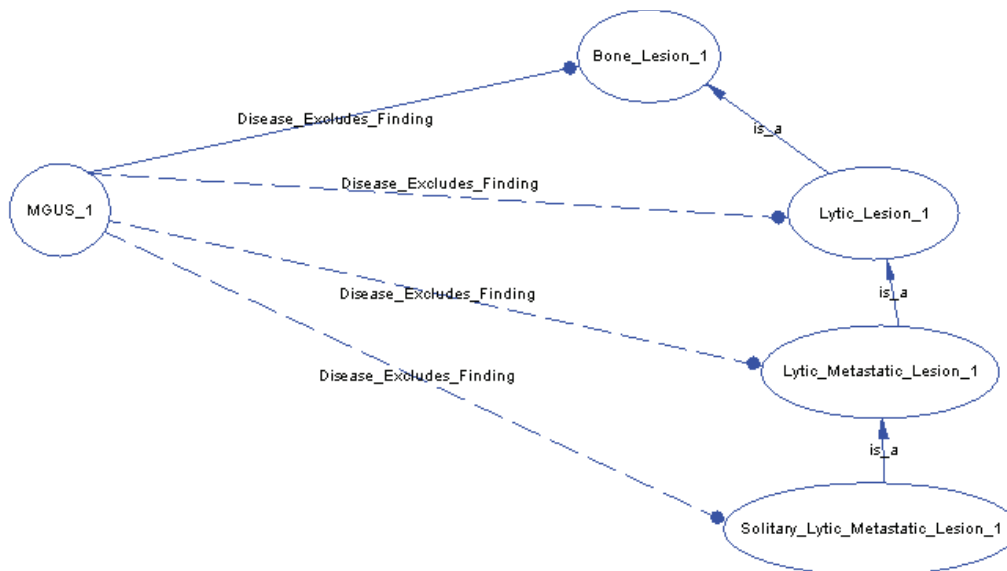 Bone_Lesion_1
Disease_Excludes_Finding
is_a
Disease_Excludes_Finding
MGUS_1
Lytic_Lesion_1
Disease_Excludes_Finding
is_a
Lytic_Metastatic_Lesion_1
Disease_Excludes_Finding
is_a
Solitary_Lytic_Metastatic_Lesion_1